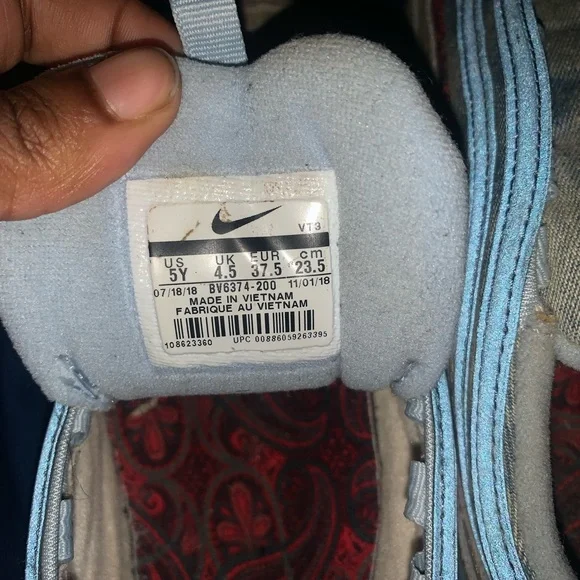 VT3
US UK EUR cm
5Y 4.5 37.5 23.5
07/18/18 BV6374-200 11/01/18
MADE IN VIETNAM
FABRIQUE AU VIETNAM
108623360 UPC 00886059263395